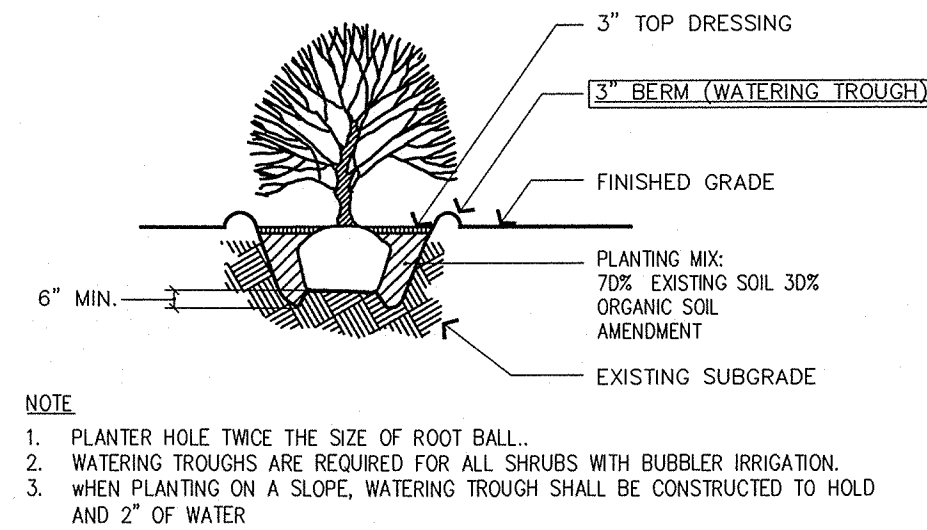 3" TOP DRESSING
3" BERM (WATERING TROUGH)
FINISHED GRADE
PLANTING MIX:
7D% EXISTING SOIL 3D%
ORGANIC SOIL
AMENDMENT
6" MIN.
EXISTING SUBGRADE
NOTE
1. PLANTER HOLE TWICE THE SIZE OF ROOT BALL..
2. WATERING TROUGHS ARE REQUIRED FOR ALL SHRUBS WITH BUBBLER IRRIGATION.
3. wHEN PLANTING ON A SLOPE, WATERING TROUGH SHALL BE CONSTRUCTED TO HOLD
AND 2" OF WATER